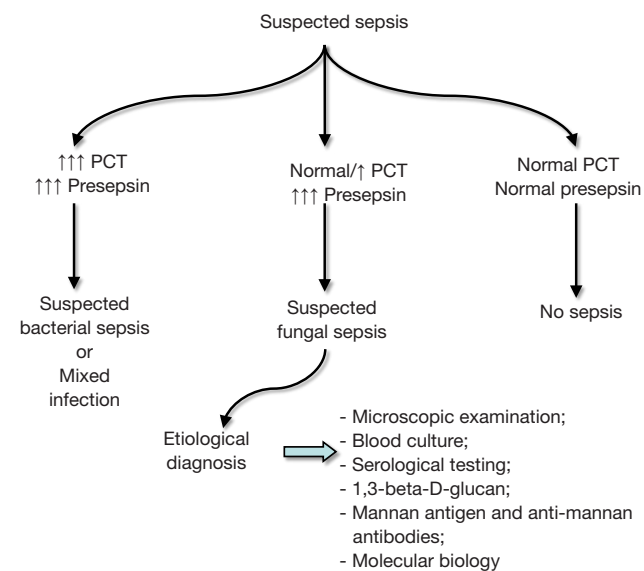 Suspected sepsis
↑↑↑ PCT
↑↑↑ Presepsin
Normal/↑ PCT
↑↑↑ Presepsin
Normal PCT
Normal presepsin
Suspected
bacterial sepsis
or
Mixed
infection
Suspected
fungal sepsis
No sepsis
Etiological
diagnosis
- Microscopic examination;
- Blood culture;
- Serological testing;
- 1,3-beta-D-glucan;
- Mannan antigen and anti-mannan
antibodies;
- Molecular biology